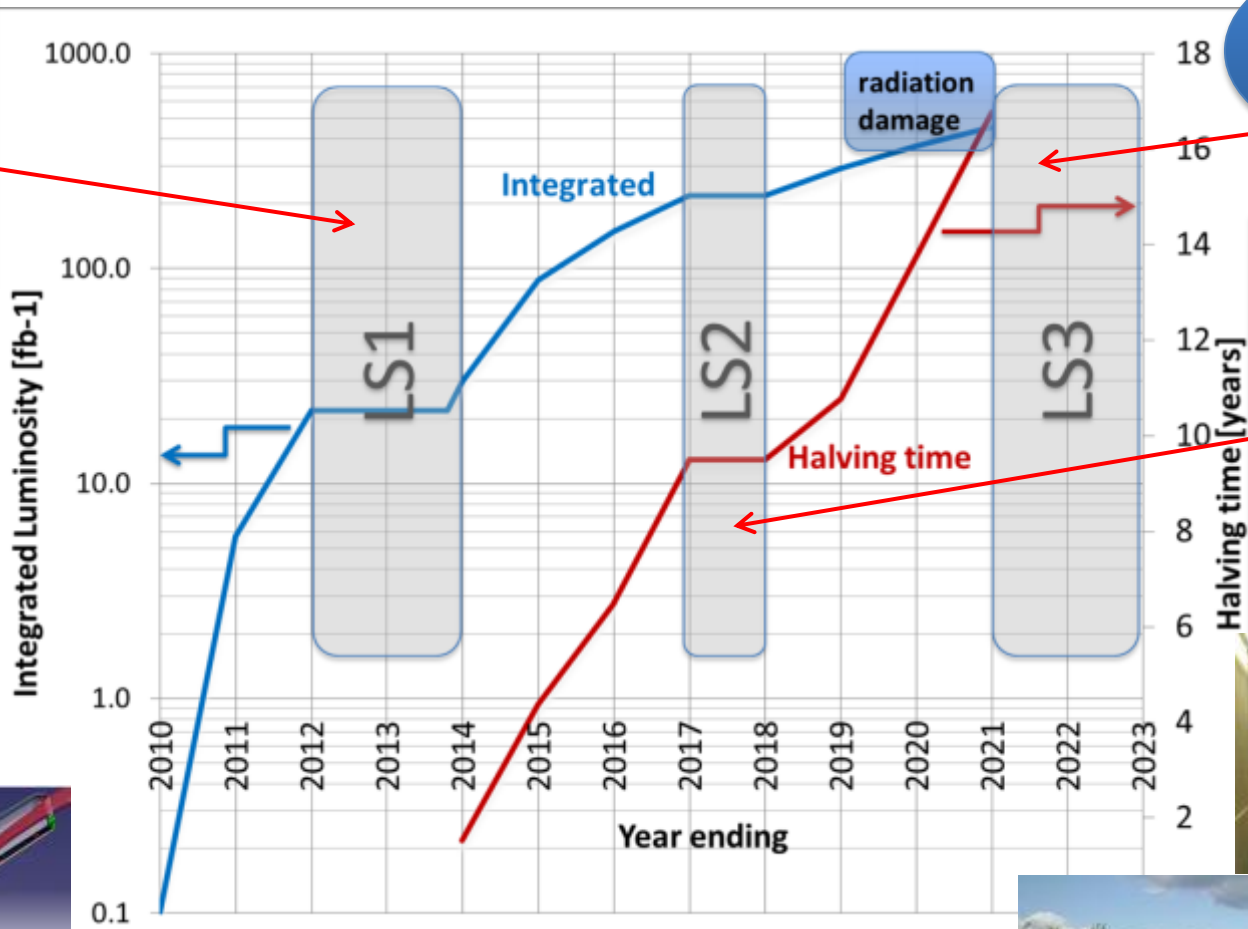 1000.0
100.0
10.0
1.0
0.1
Integrated Luminosity [fb-1]
18
16
14
12
10
8
6
4
2
Halving time [years]
radiation
damage
Integrated
LS1
LS2
LS3
Halving time
2010
2011
2012
2013
2014
2015
2016
2017
2018
2019
2020
2021
2022
2023
Year ending